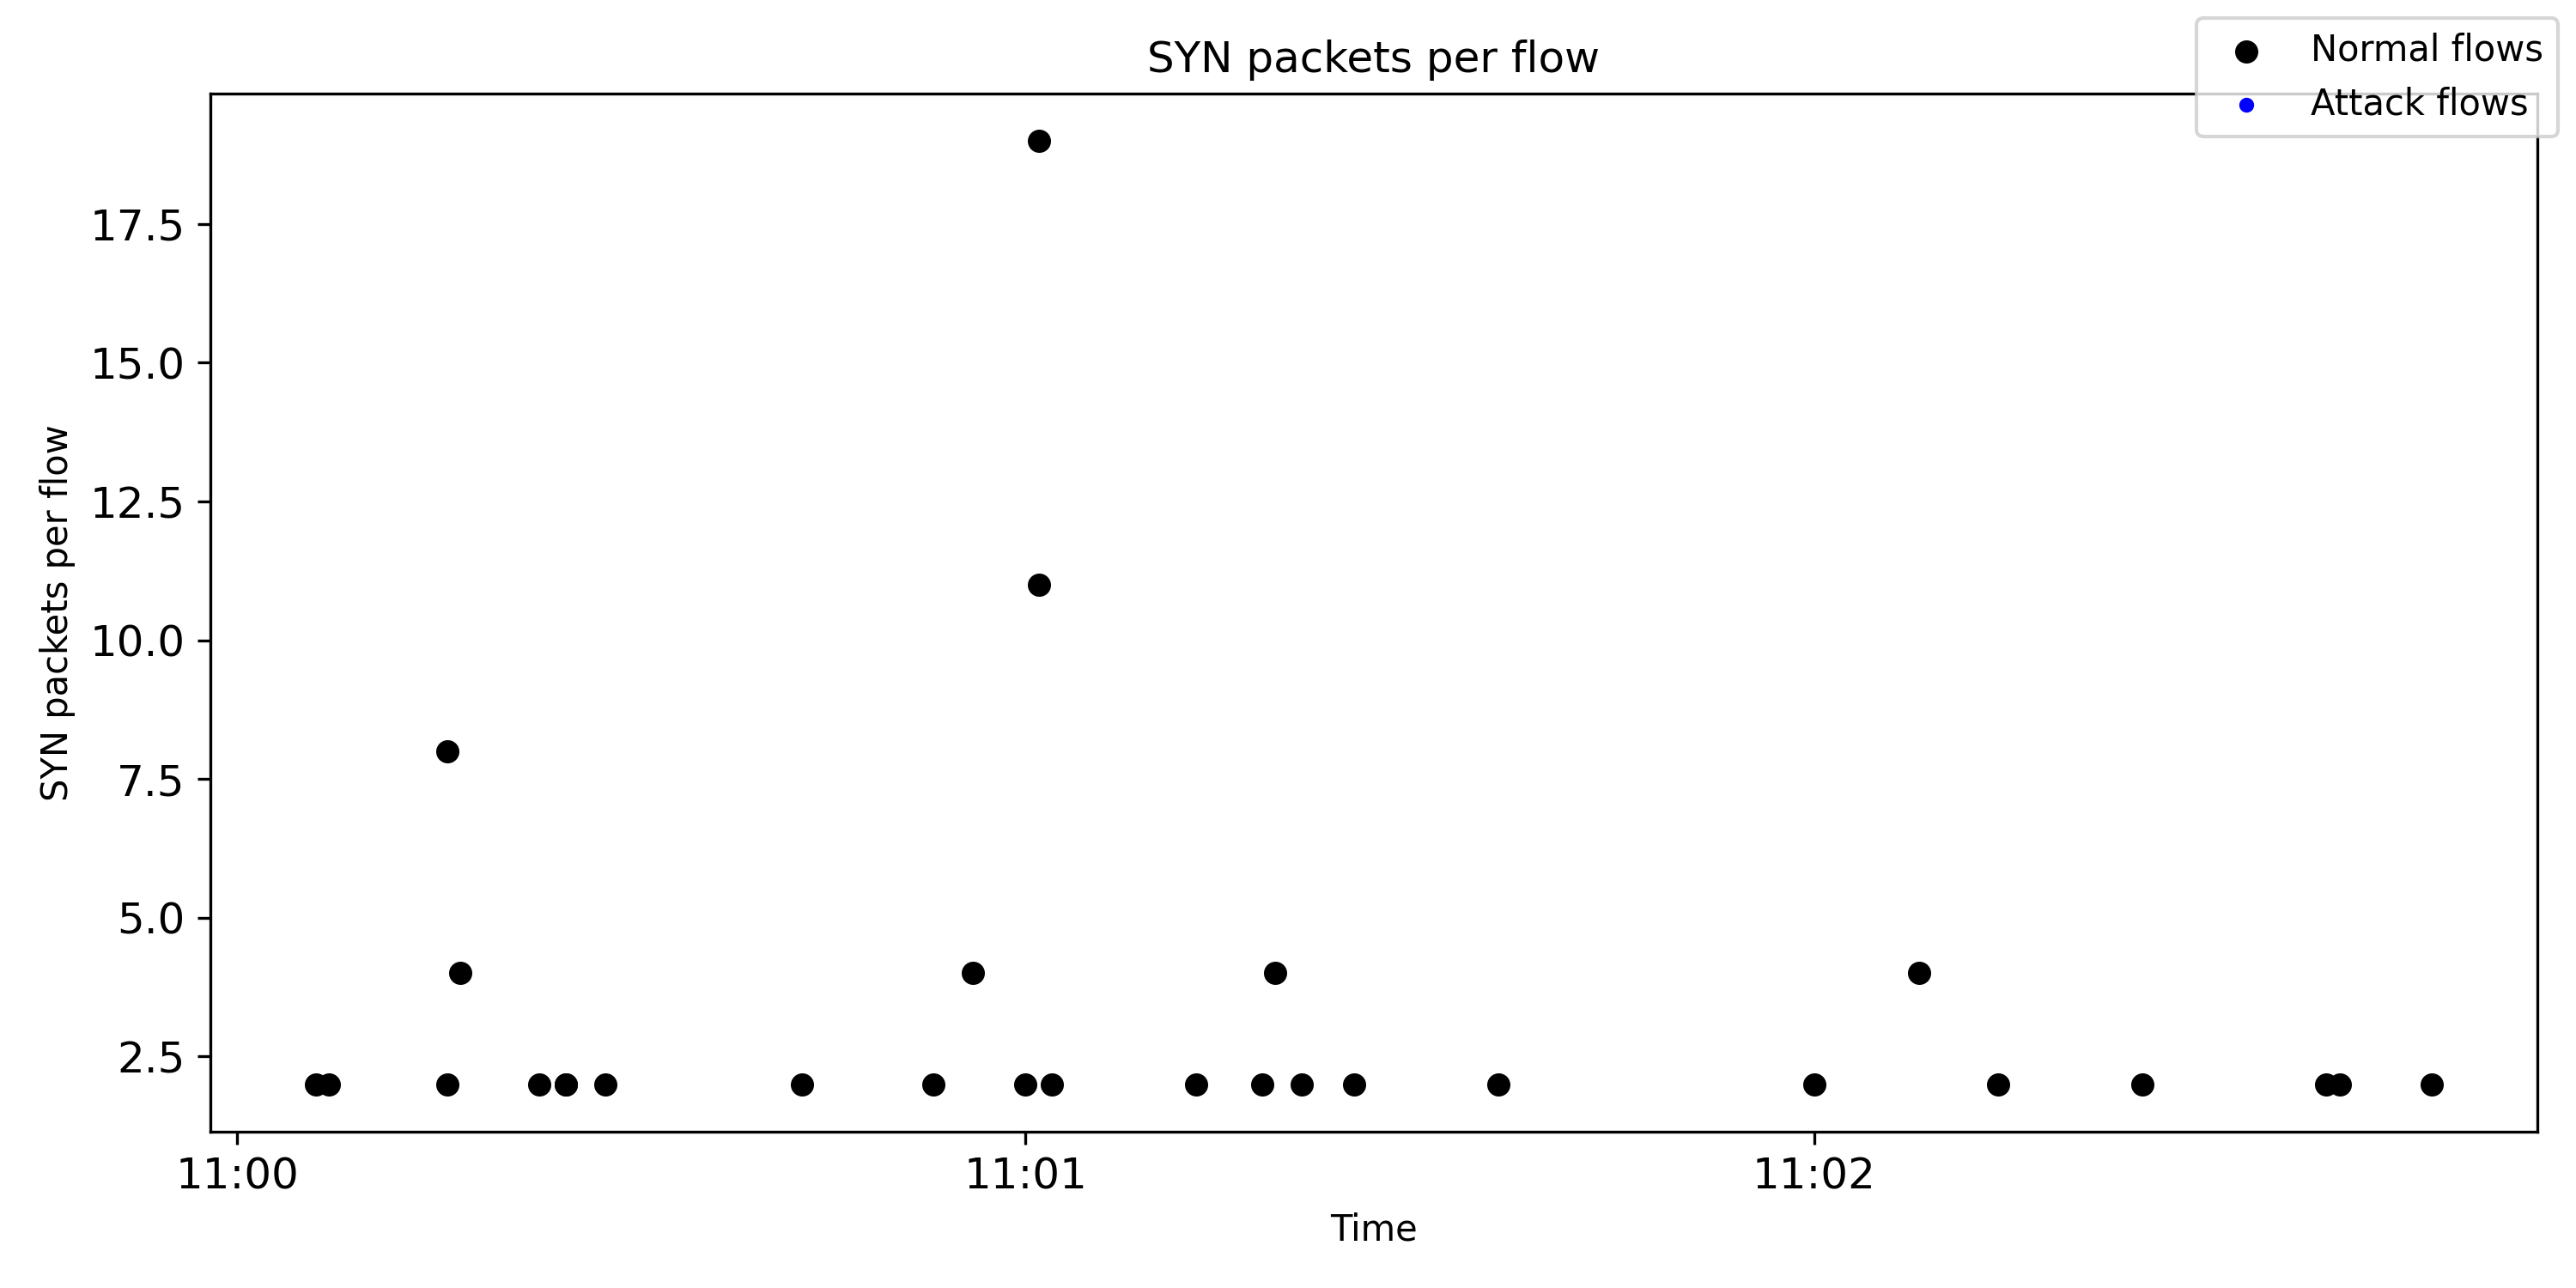 SYN packets per flow
Normal flows
Attack flows
SYN packets per flow
17.5
15.0
12.5
10.0
7.5
5.0
2.5
11:00
11:01
11:02
Time